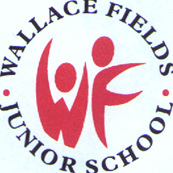 WALLACE FIELDS
WF
· JUNIOR SCHOOL ·